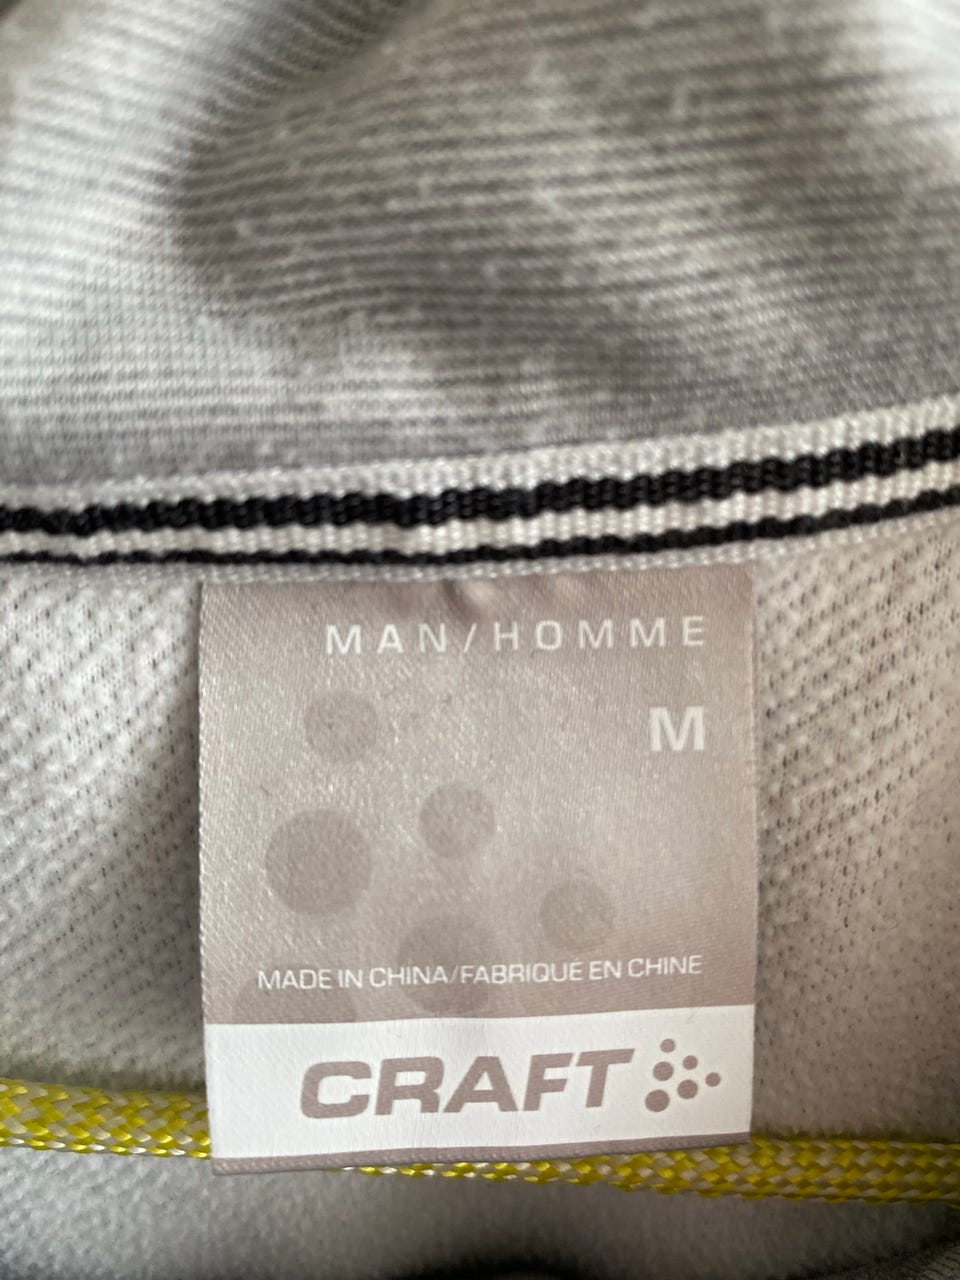 MAN/HOMME
M
MADE IN CHINA/FABRIQUÉ EN CHINE
CRAFT